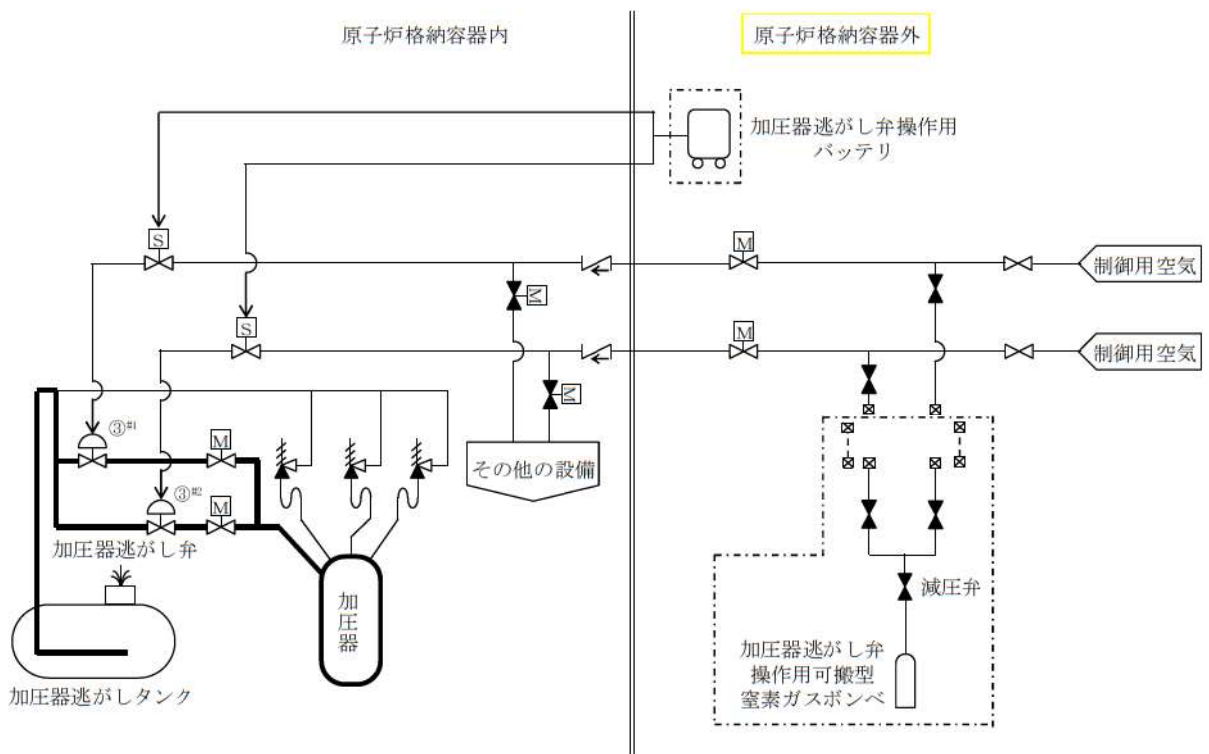 原子炉格納容器内
原子炉格納容器外
加圧器逃がし弁操作用
バッテリ
S
M
制御用空気
M
S
M
制御用空気
M
③#1
M
その他の設備
③#2
M
加圧器逃がし弁
減圧弁
加圧器
加圧器逃がし弁
操作用可搬型
窒素ガスボンベ
加圧器逃がしタンク